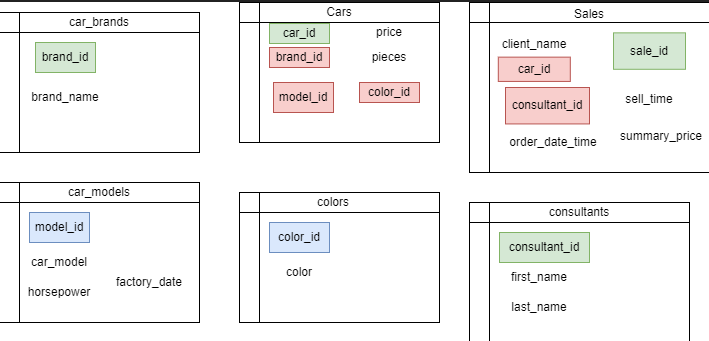 car_brands
brand_id
brand_name
Cars
car_id
price
brand_id
pieces
model_id
color_id
Sales
client_name
sale_id
car_id
consultant_id
sell_time
order_date_time
summary_price
car_models
model_id
car_model
factory_date
horsepower
colors
color_id
color
consultants
consultant_id
first_name
last_name